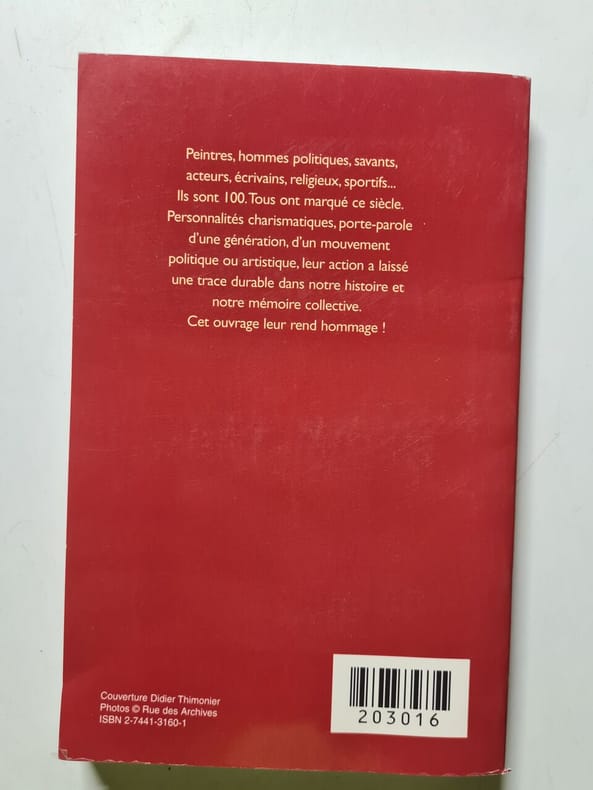 Peintres, hommes politiques, savants,
acteurs, écrivains, religieux, sportifs...
Ils sont 100. Tous ont marqué ce siècle.
Personnalités charismatiques, porte-parole
d'une génération, d'un mouvement
politique ou artistique, leur action a laissé
une trace durable dans notre histoire et
notre mémoire collective.
Cet ouvrage leur rend hommage !
Couverture Didier Thimonier
Photos © Rue des Archives
ISBN 2-7441-3160-1
203016